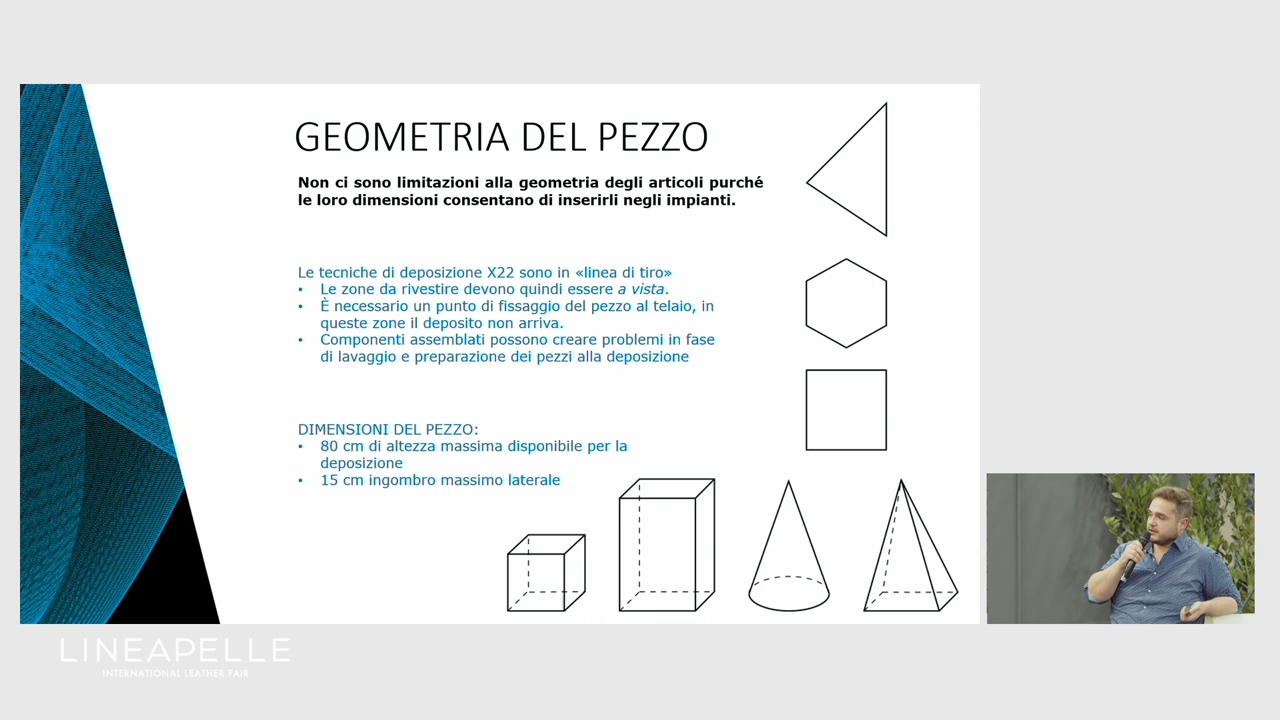 GEOMETRIA DEL PEZZO
Non ci sono limitazioni alla geometria degli articoli purché
le loro dimensioni consentano di inserirli negli impianti.
Le tecniche di deposizione X22 sono in «linea di tiro»
• Le zone da rivestire devono quindi essere a vista.
• È necessario un punto di fissaggio del pezzo al telaio, in
queste zone il deposito non arriva.
• Componenti assemblati possono creare problemi in fase
di lavaggio e preparazione dei pezzi alla deposizione
DIMENSIONI DEL PEZZO:
• 80 cm di altezza massima disponibile per la
deposizione
• 15 cm ingombro massimo laterale
LINEAPELLE
INTERNATIONAL LEATHER FAIR